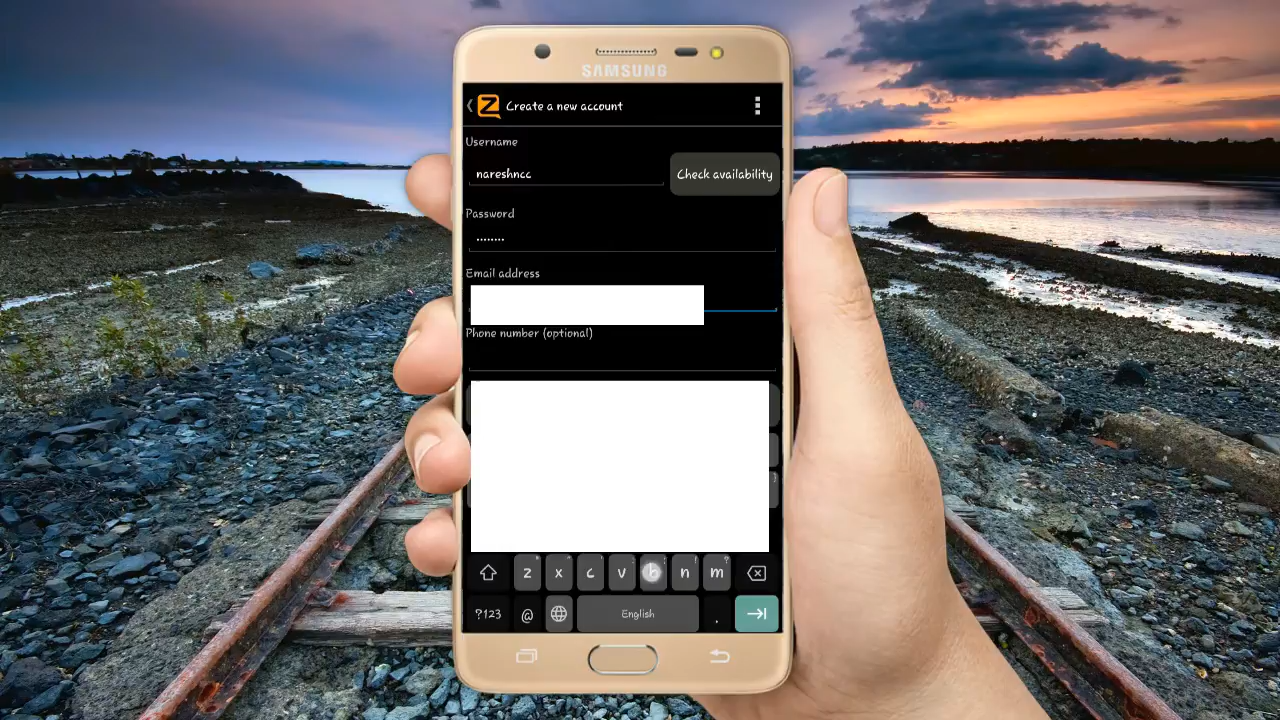 SAMSUNG
Z Create a new account
Username
nareshncc Check availability
Password
........
Email address
Phone number (optional)
z x c v b n m
?123 @ English .